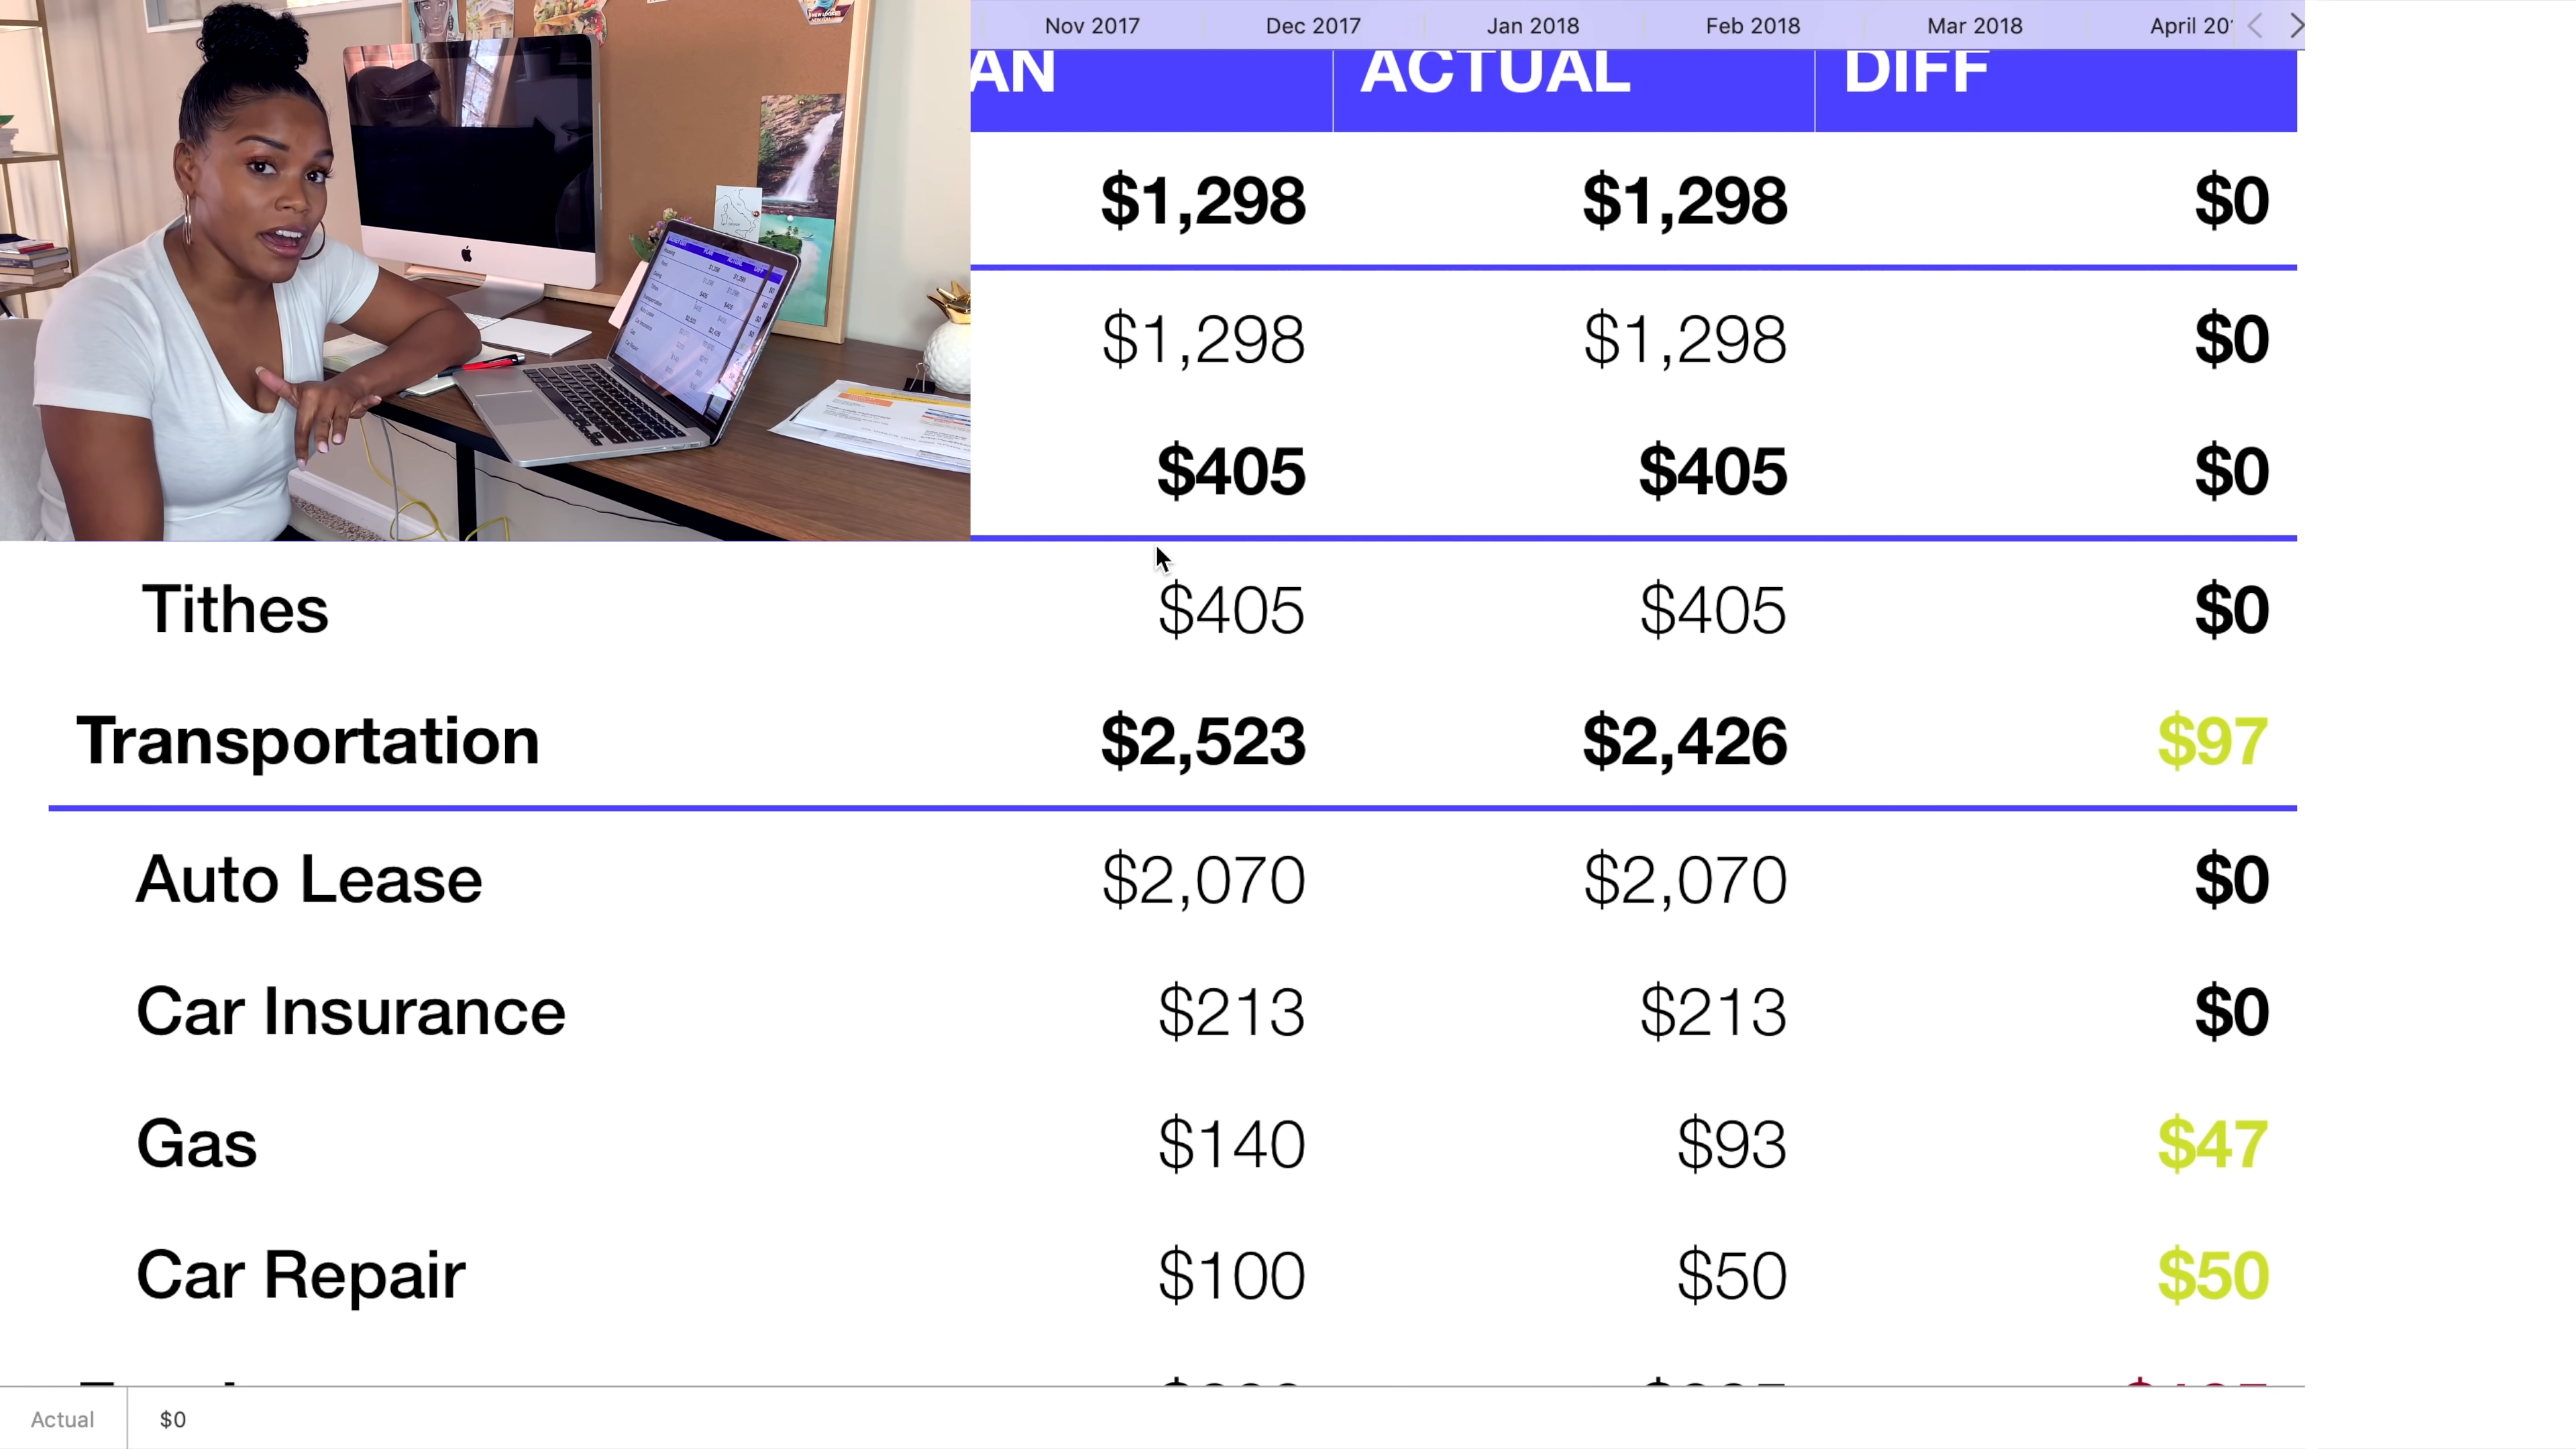 Nov 2017 Dec 2017 Jan 2018 Feb 2018 Mar 2018 April 20
AN ACTUAL DIFF
$1,298 $1,298 $0
$1,298 $1,298 $0
$405 $405 $0
Tithes $405 $405 $0
Transportation $2,523 $2,426 $97
Auto Lease $2,070 $2,070 $0
Car Insurance $213 $213 $0
Gas $140 $93 $47
Car Repair $100 $50 $50
Actual $0